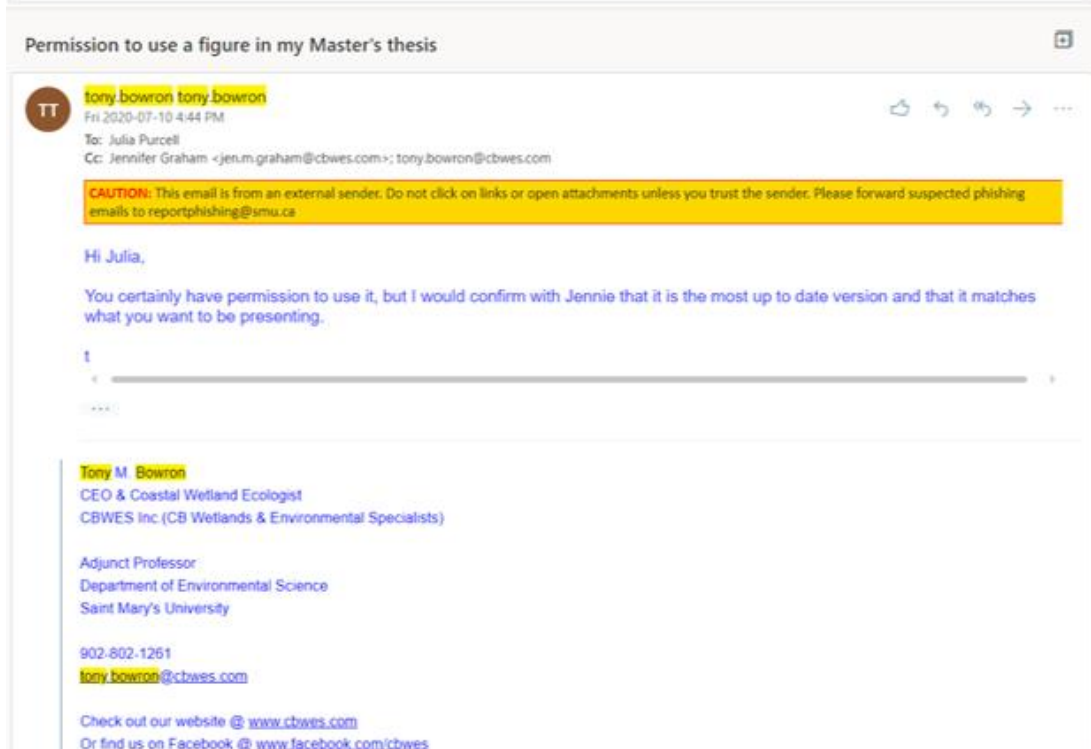 Permission to use a figure in my Master's thesis
TT
tony.bowron tony.bowron
Fri 2020-07-10 4:44 PM
To: Julia Purcell
Cc: Jennifer Graham <jen.m.graham@cbwes.com>; tony.bowron@cbwes.com
CAUTION: This email is from an external sender. Do not click on links or open attachments unless you trust the sender. Please forward suspected phishing
emails to reportphishing@smu.ca
Hi Julia,
You certainly have permission to use it, but I would confirm with Jennie that it is the most up to date version and that it matches
what you want to be presenting.
t
...
Tony M. Bowron
CEO & Coastal Wetland Ecologist
CBWES Inc.(CB Wetlands & Environmental Specialists)
Adjunct Professor
Department of Environmental Science
Saint Mary's University
902-802-1261
tony.bowron@cbwes.com
Check out our website @ www.cbwes.com
Or find us on Facebook @ www.facebook.com/cbwes